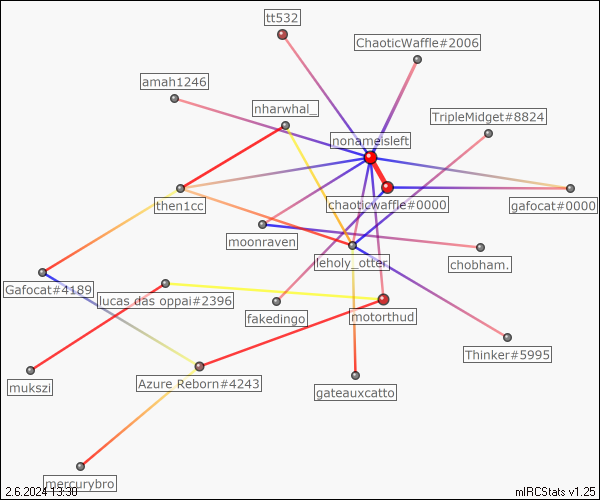 tt532
ChaoticWaffle#2006
amah1246
nharwhal_
TripleMidget#8824
nonameisleft
then1cc
chaoticwaffle#0000
gafocat#0000
moonraven
leholy_otter
chobham.
Gafocat#4189
lucas das oppai#2396
fakedingo
motorthud
Thinker#5995
mukszi
Azure Reborn#4243
gateauxcatto
mercurybro
2.6.2024 13:30
mIRCStats v1.25